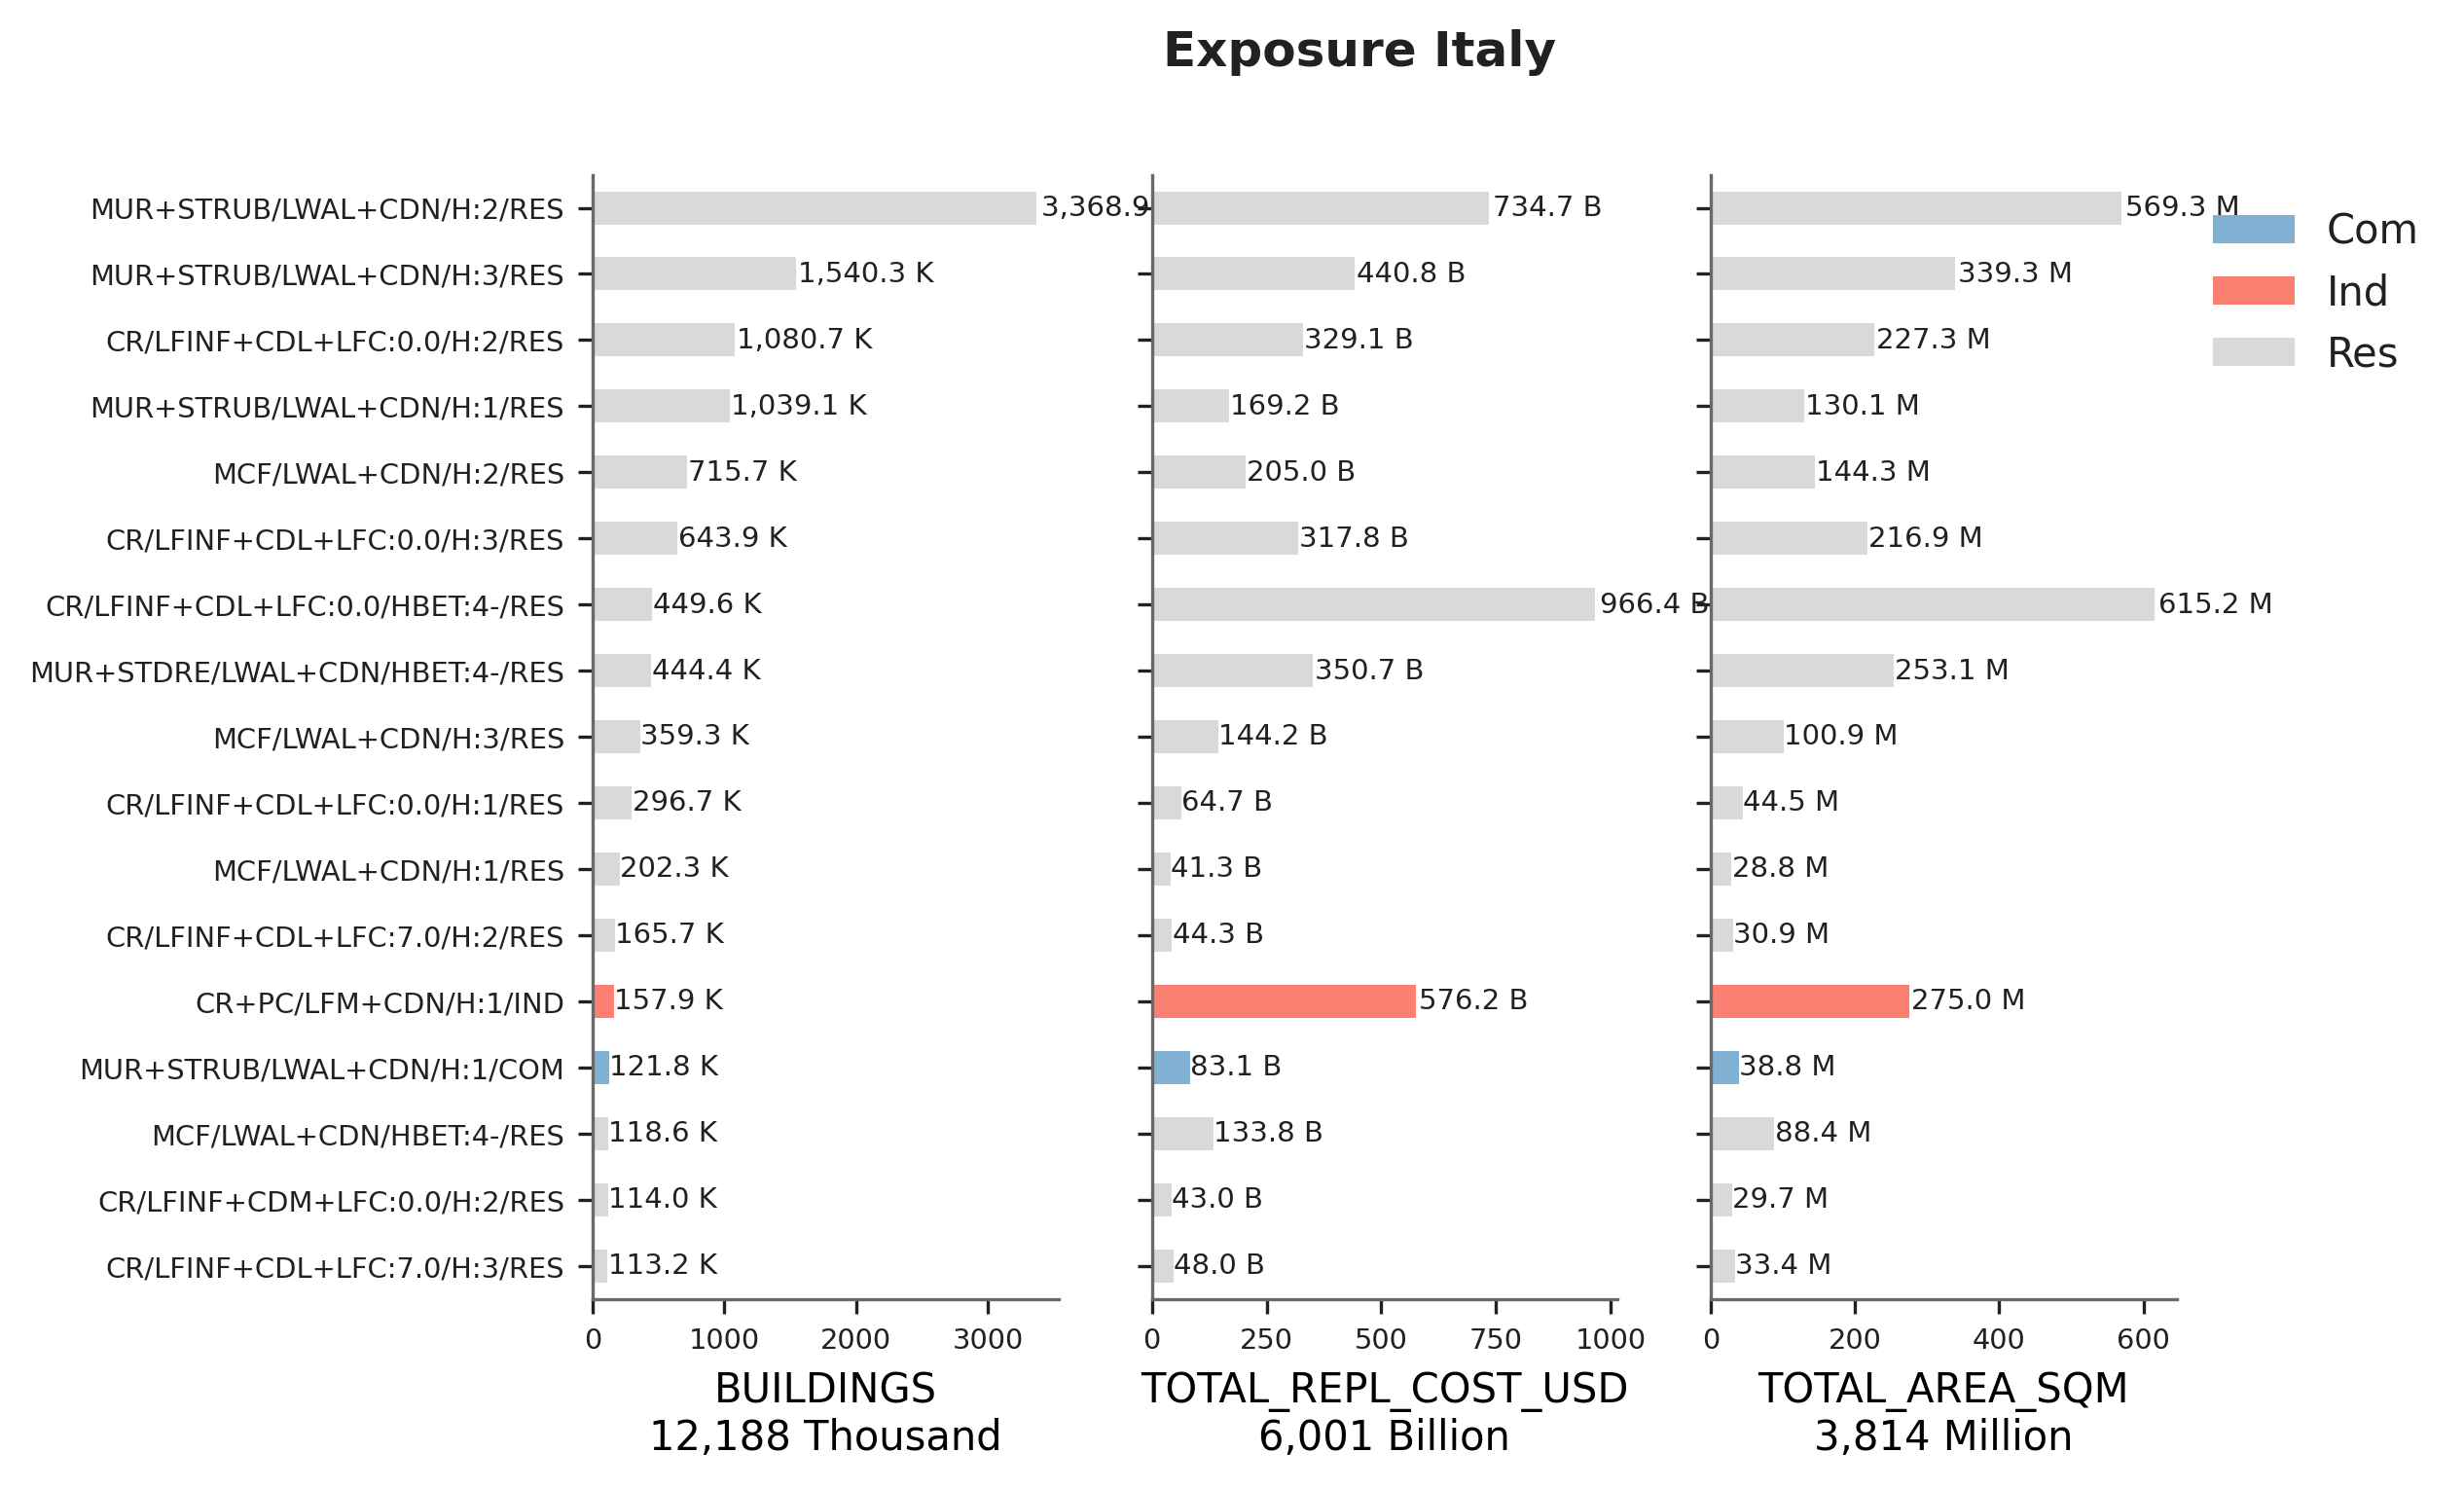 Exposure Italy
MUR+STRUB/LWAL+CDN/H:2/RES 3,368.9 734.7 B 569.3 M
MUR+STRUB/LWAL+CDN/H:3/RES 1,540.3 K 440.8 B 339.3 M
CR/LFINF+CDL+LFC:0.0/H:2/RES 1,080.7 K 329.1 B 227.3 M
MUR+STRUB/LWAL+CDN/H:1/RES 1,039.1 K 169.2 B 130.1 M
MCF/LWAL+CDN/H:2/RES 715.7 K 205.0 B 144.3 M
CR/LFINF+CDL+LFC:0.0/H:3/RES 643.9 K 317.8 B 216.9 M
CR/LFINF+CDL+LFC:0.0/HBET:4-/RES 449.6 K 966.4 B 615.2 M
MUR+STDRE/LWAL+CDN/HBET:4-/RES 444.4 K 350.7 B 253.1 M
MCF/LWAL+CDN/H:3/RES 359.3 K 144.2 B 100.9 M
CR/LFINF+CDL+LFC:0.0/H:1/RES 296.7 K 64.7 B 44.5 M
MCF/LWAL+CDN/H:1/RES 202.3 K 41.3 B 28.8 M
CR/LFINF+CDL+LFC:7.0/H:2/RES 165.7 K 44.3 B 30.9 M
CR+PC/LFM+CDN/H:1/IND 157.9 K 576.2 B 275.0 M
MUR+STRUB/LWAL+CDN/H:1/COM 121.8 K 83.1 B 38.8 M
MCF/LWAL+CDN/HBET:4-/RES 118.6 K 133.8 B 88.4 M
CR/LFINF+CDM+LFC:0.0/H:2/RES 114.0 K 43.0 B 29.7 M
CR/LFINF+CDL+LFC:7.0/H:3/RES 113.2 K 48.0 B 33.4 M
Com
Ind
Res
0 1000 2000 3000
BUILDINGS
12,188 Thousand
0 250 500 750 1000
TOTAL_REPL_COST_USD
6,001 Billion
0 200 400 600
TOTAL_AREA_SQM
3,814 Million